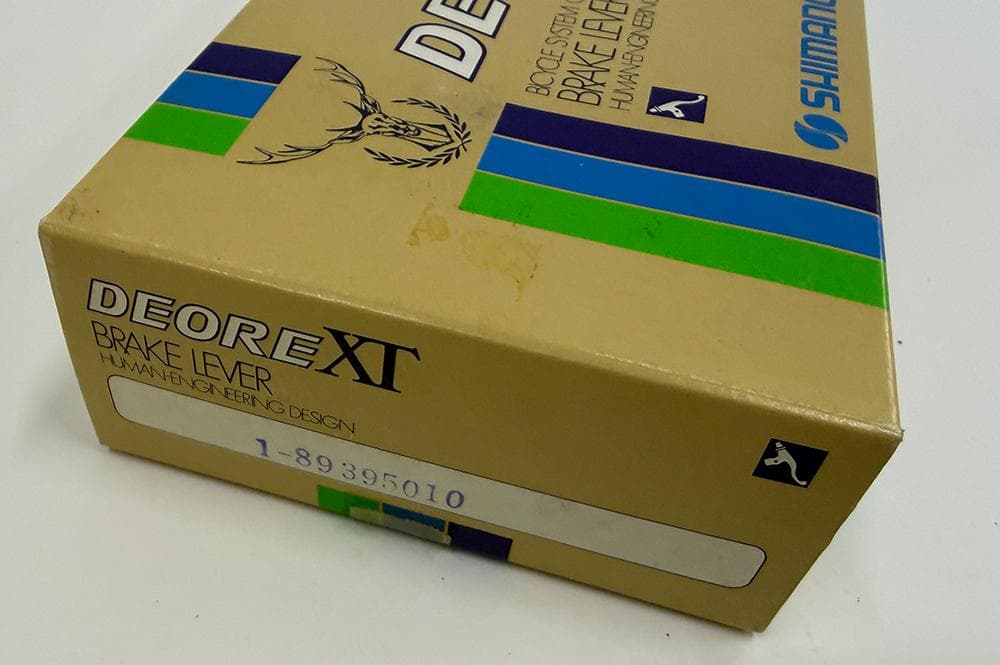 DE
BICYCLE SYSTEM
BRAKE LEVER
HUMAN-ENGINEERING
SHIMANO
DEORE XT
BRAKE LEVER
HUMAN-ENGINEERING DESIGN
1-89395010